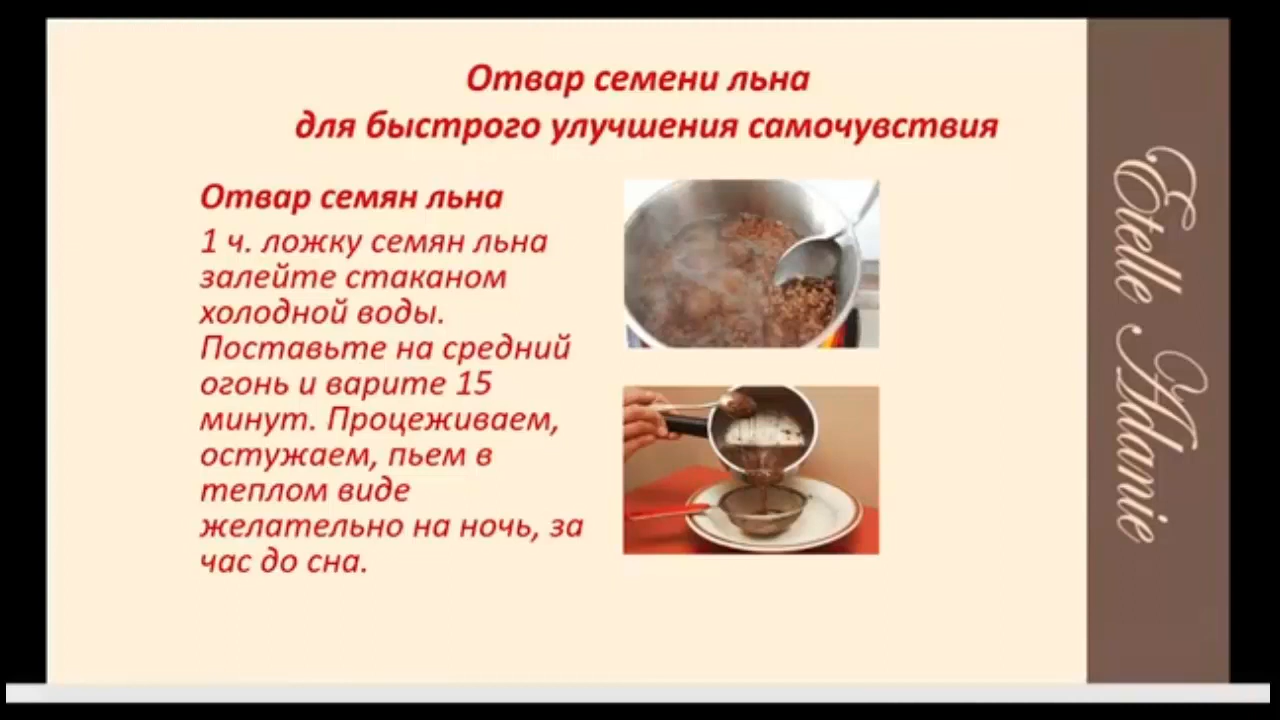 Отвар семени льна
для быстрого улучшения самочувствия
Отвар семян льна
1 ч. ложку семян льна
залейте стаканом
холодной воды.
Поставьте на средний
огонь и варите 15
минут. Процеживаем,
остужаем, пьем в
теплом виде
желательно на ночь, за
час до сна.
Etelle Adanie